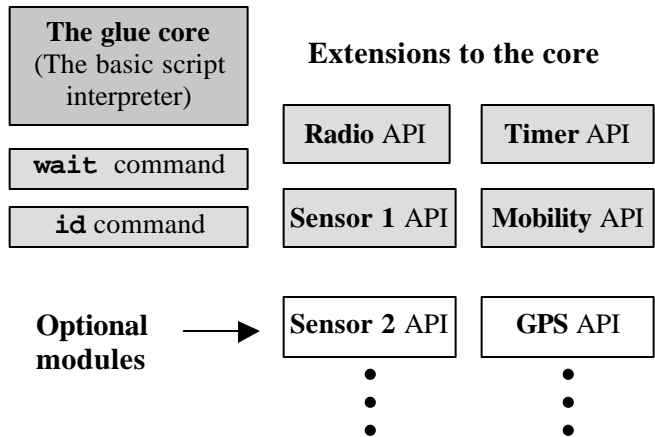 The glue core
(The basic script
interpreter)
wait command
id command
Extensions to the core
Radio API
Timer API
Sensor 1 API
Mobility API
Optional
modules
Sensor 2 API
GPS API